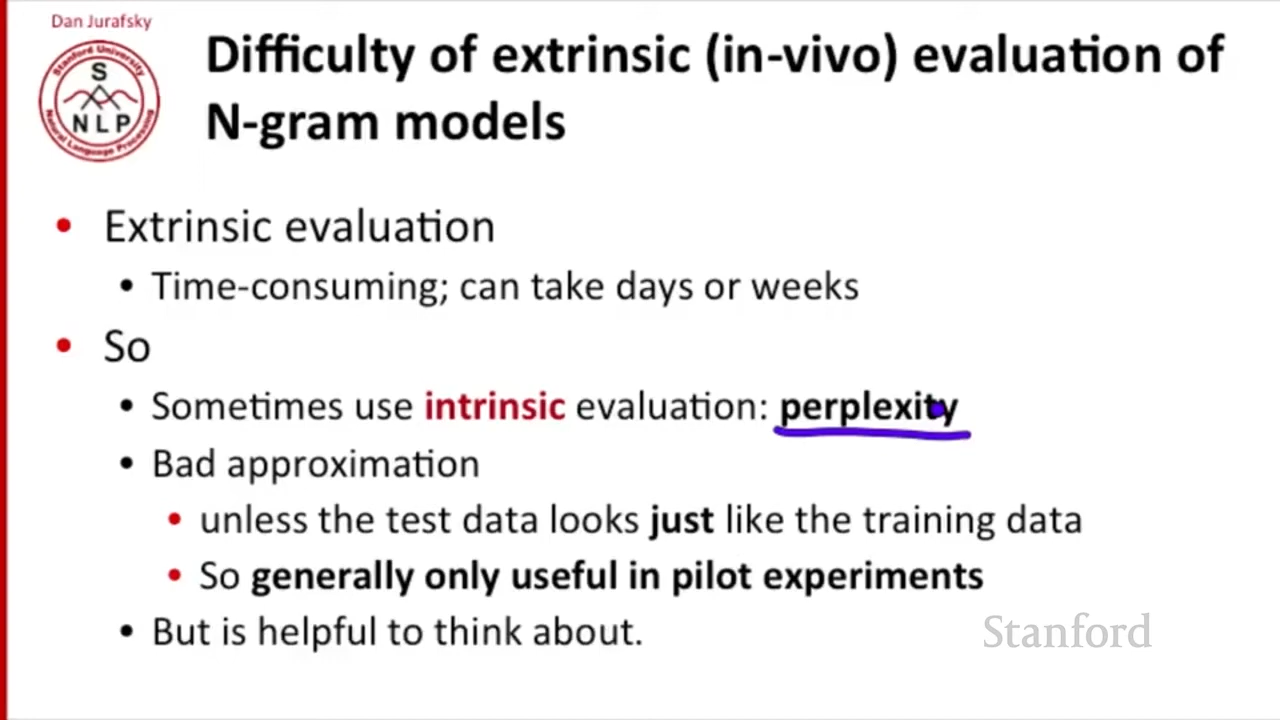 Dan Jurafsky
Stanford University
S
N L P
Natural Language Processing
Difficulty of extrinsic (in-vivo) evaluation of
N-gram models
• Extrinsic evaluation
• Time-consuming; can take days or weeks
• So
• Sometimes use intrinsic evaluation: perplexity
• Bad approximation
• unless the test data looks just like the training data
• So generally only useful in pilot experiments
• But is helpful to think about.
Stanford